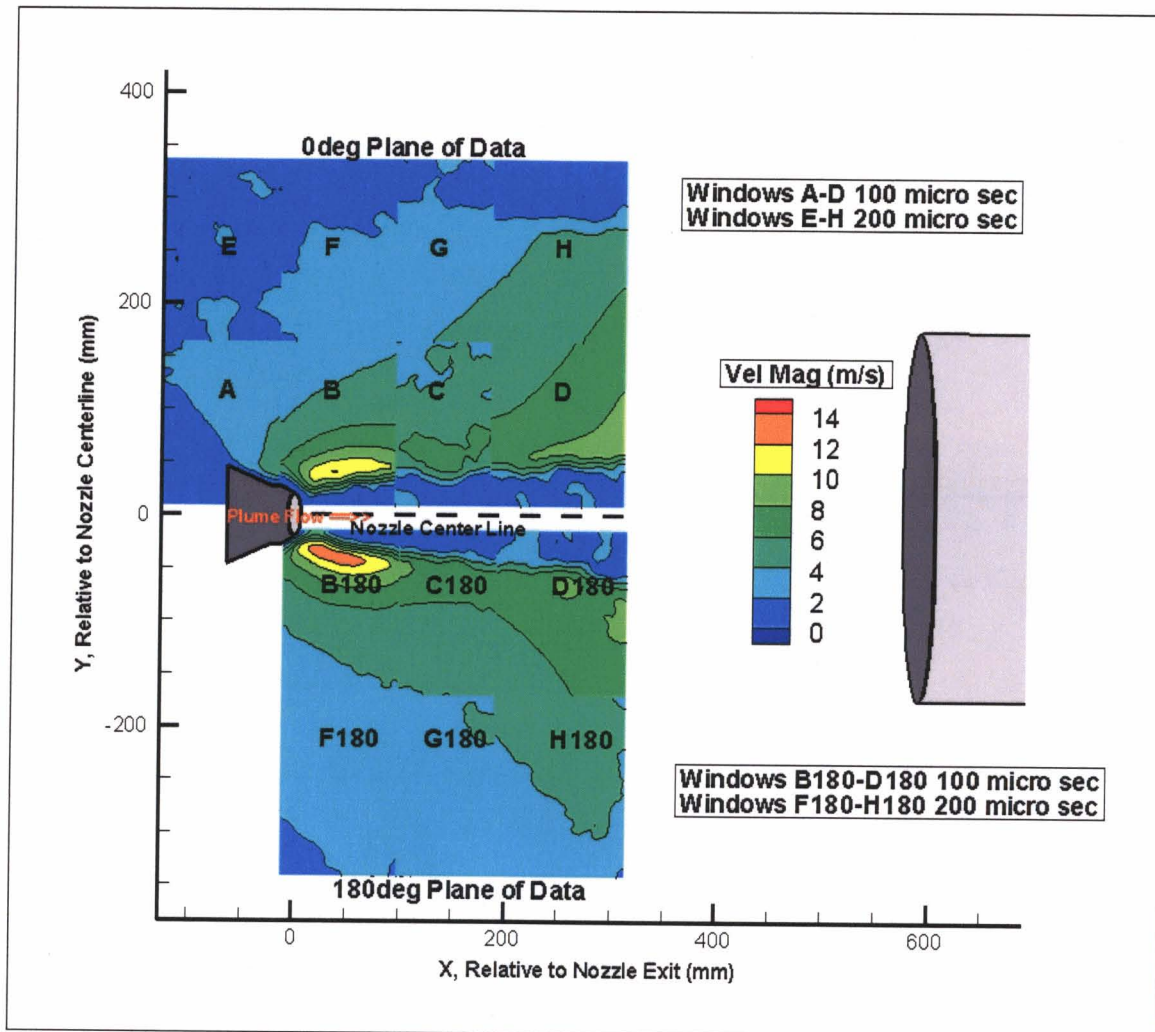 400
0deg Plane of Data
Windows A-D 100 micro sec
Windows E-H 200 micro sec
E F G H
200
Vel Mag (m/s)
A B C D
14
12
10
8
6
4
2
0
0
Plume Flow ==>>
Nozzle Center Line
B180 C180 D180
Y, Relative to Nozzle Centerline (mm)
-200
F180 G180 H180
Windows B180-D180 100 micro sec
Windows F180-H180 200 micro sec
180deg Plane of Data
0 200 400 600
X, Relative to Nozzle Exit (mm)